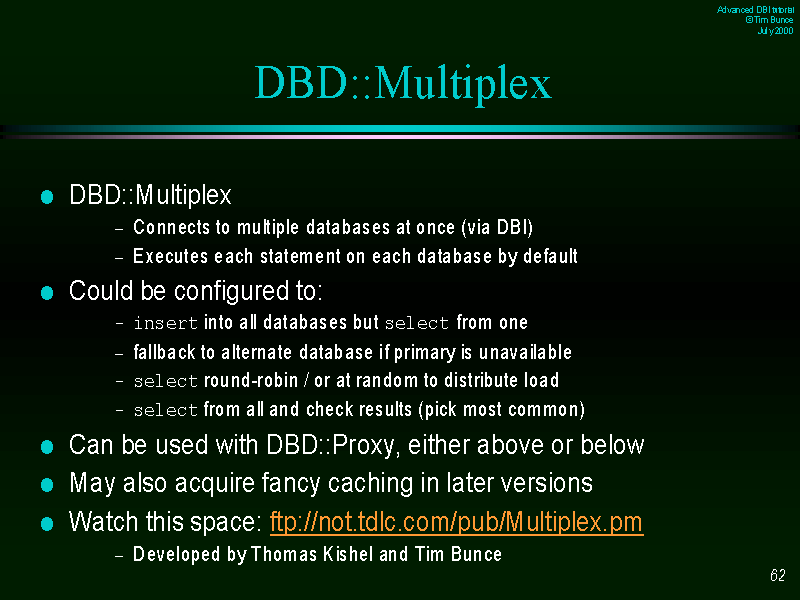 Advanced DBI tutorial
©Tim Bunce
July 2000
DBD::Multiplex
DBD::Multiplex
– Connects to multiple databases at once (via DBI)
– Executes each statement on each database by default
Could be configured to:
– insert into all databases but select from one
– fallback to alternate database if primary is unavailable
– select round-robin / or at random to distribute load
– select from all and check results (pick most common)
Can be used with DBD::Proxy, either above or below
May also acquire fancy caching in later versions
Watch this space: ftp://not.tdlc.com/pub/Multiplex.pm
– Developed by Thomas Kishel and Tim Bunce
62